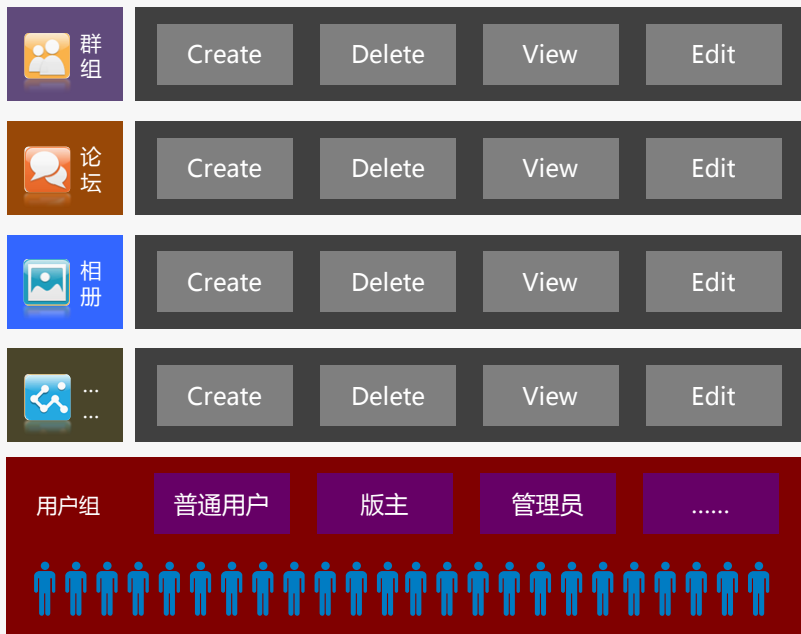 群
组
Create Delete View Edit
论
坛
Create Delete View Edit
相
册
Create Delete View Edit
...
...
Create Delete View Edit
用户组 普通用户 版主 管理员 ......